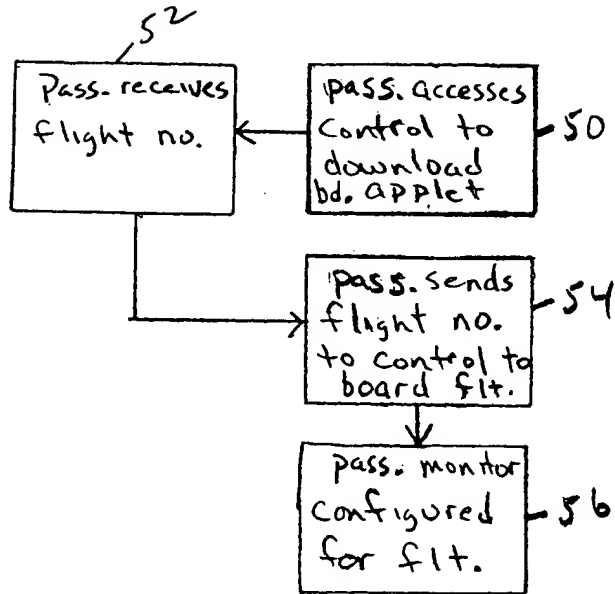 52
Pass. receives
flight no.
pass. accesses
control to
download
bd. applet
50
pass. sends
flight no.
to control to
board flt.
54
pass. monitor
configured
for flt.
56